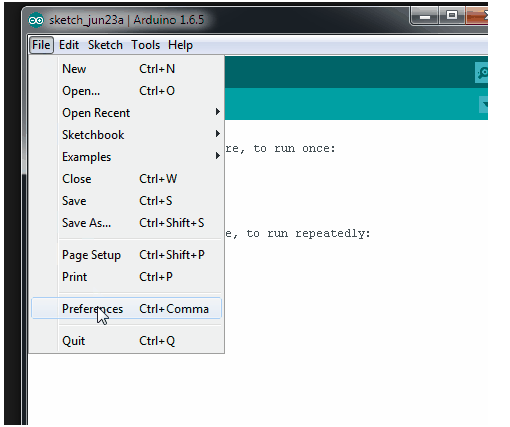 sketch_jun23a | Arduino 1.6.5
File Edit Sketch Tools Help
New Ctrl+N
Open... Ctrl+O
Open Recent
Sketchbook
Examples
re, to run once:
Close Ctrl+W
Save Ctrl+S
Save As... Ctrl+Shift+S
e, to run repeatedly:
Page Setup Ctrl+Shift+P
Print Ctrl+P
Preferences Ctrl+Comma
Quit Ctrl+Q